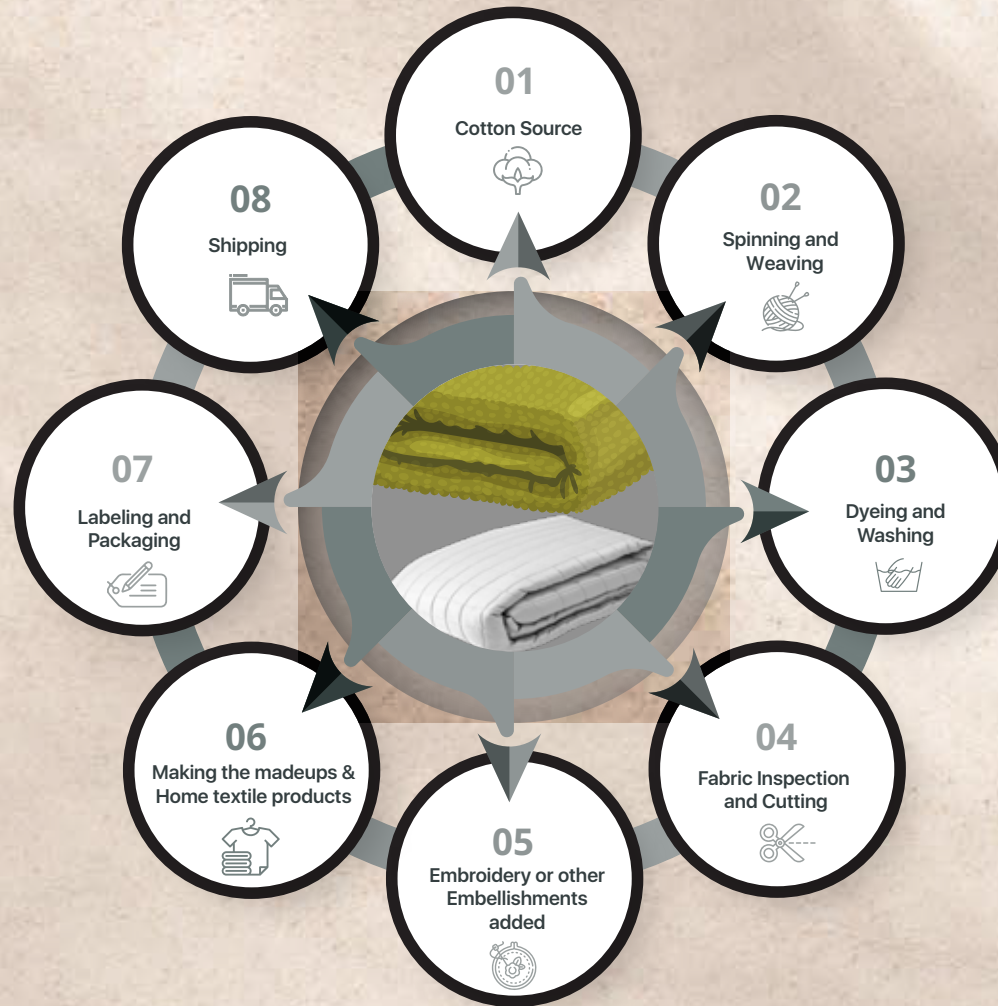 01
Cotton Source
02
Spinning and
Weaving
03
Dyeing and
Washing
04
Fabric Inspection
and Cutting
05
Embroidery or other
Embellishments
added
06
Making the madeups &
Home textile products
07
Labeling and
Packaging
08
Shipping